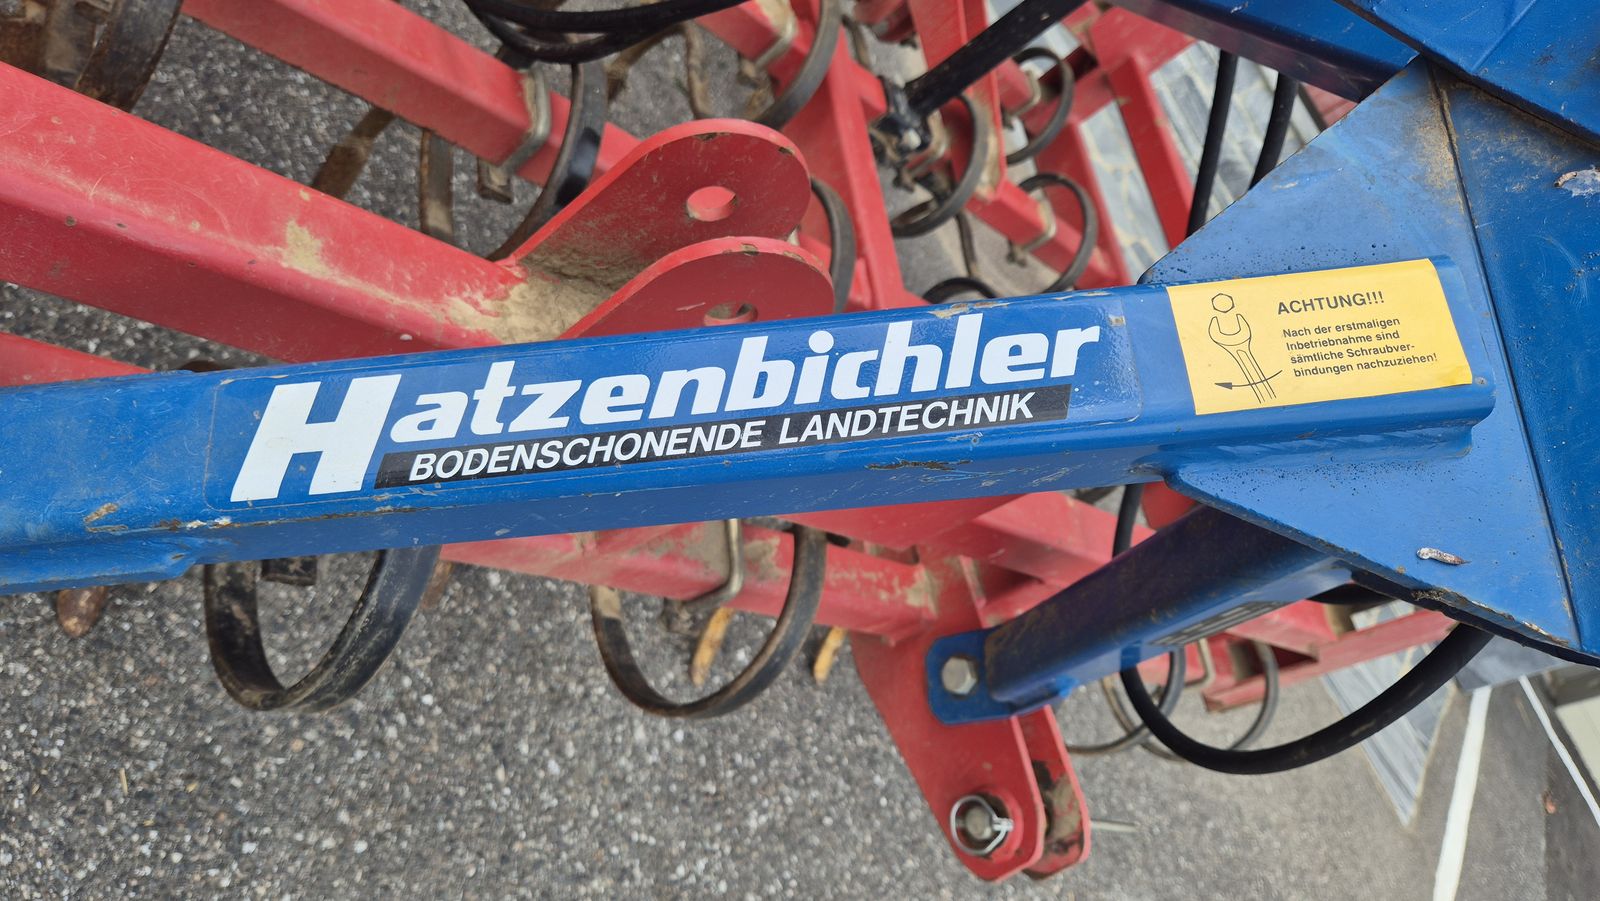 Hatzenbichler
BODENSCHONENDE LANDTECHNIK
ACHTUNG!!!
Nach der erstmaligen
Inbetriebnahme sind
sämtliche Schraubver-
bindungen nachzuziehen!